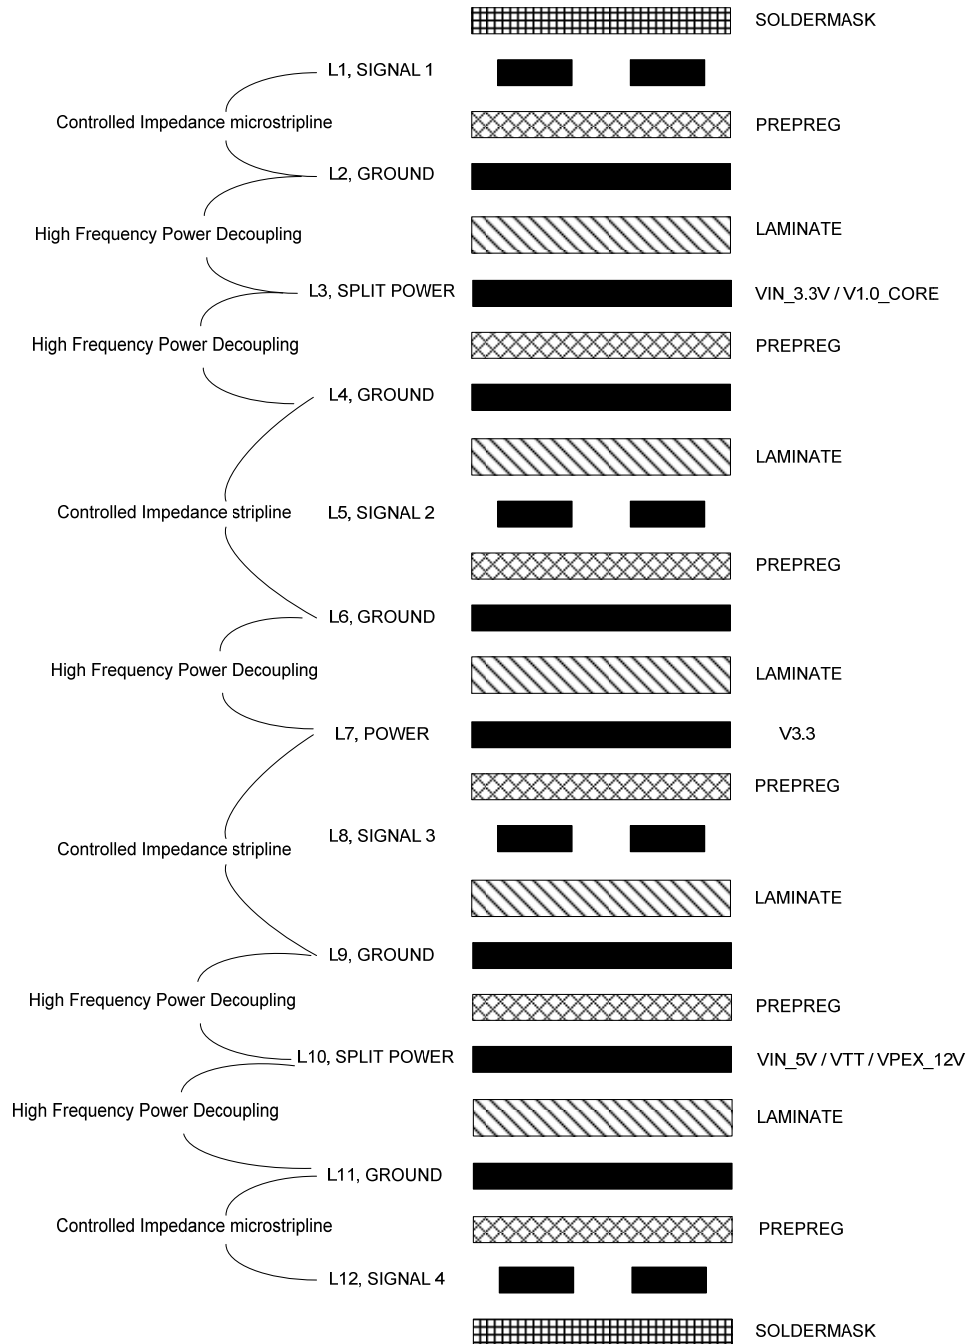 SOLDERMASK
L1, SIGNAL 1
Controlled Impedance microstripline
PREPREG
L2, GROUND
High Frequency Power Decoupling
LAMINATE
L3, SPLIT POWER
VIN_3.3V / V1.0_CORE
High Frequency Power Decoupling
PREPREG
L4, GROUND
LAMINATE
Controlled Impedance stripline
L5, SIGNAL 2
PREPREG
L6, GROUND
High Frequency Power Decoupling
LAMINATE
L7, POWER
V3.3
PREPREG
L8, SIGNAL 3
Controlled Impedance stripline
LAMINATE
L9, GROUND
High Frequency Power Decoupling
PREPREG
L10, SPLIT POWER
VIN_5V / VTT / VPEX_12V
High Frequency Power Decoupling
LAMINATE
L11, GROUND
Controlled Impedance microstripline
PREPREG
L12, SIGNAL 4
SOLDERMASK